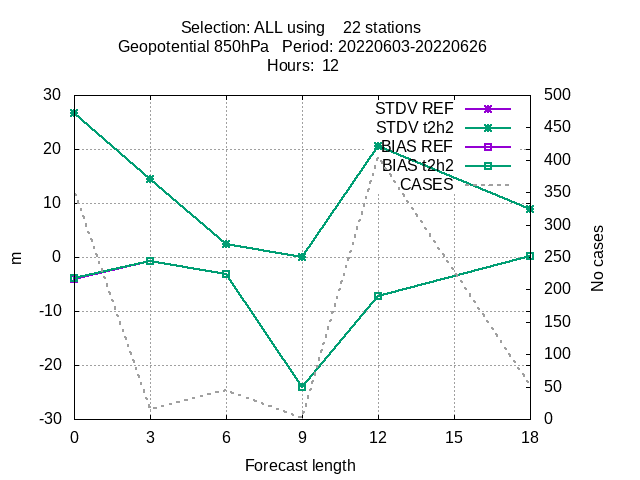 Selection: ALL using    22 stations
Geopotential 850hPa   Period: 20220603-20220626
Hours:  12
30
20
10
0
-10
-20
-30
m
500
450
400
350
300
250
200
150
100
50
0
No cases
STDV REF
STDV t2h2
BIAS REF
BIAS t2h2
CASES
0 3 6 9 12 15 18
Forecast length